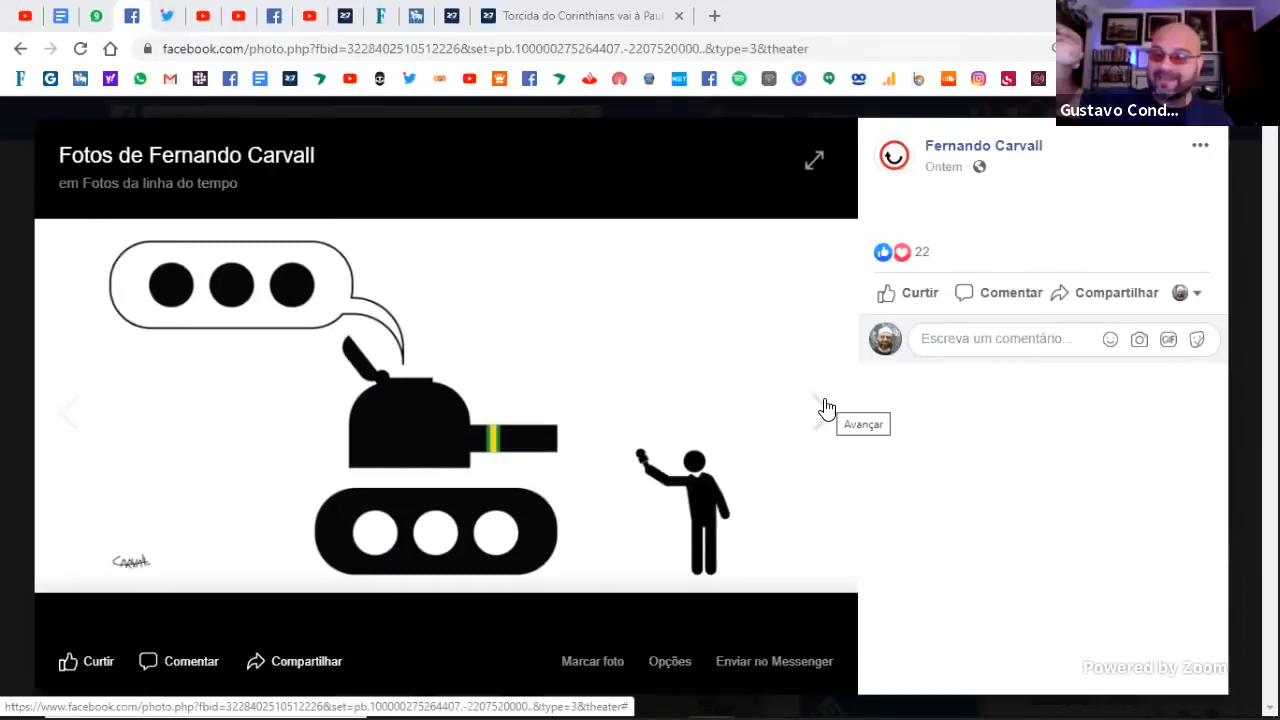 Torcida do Corinthians vai à Paul
facebook.com/photo.php?fbid=3228402510512226&set=pb.100000275264407.-2207520000..&type=3&theater
Gustavo Cond...
Fotos de Fernando Carvall
em Fotos da linha do tempo
Fernando Carvall
Ontem
22
Curtir
Comentar
Compartilhar
Escreva um comentário...
GIF
Avançar
CARVALL
Curtir
Comentar
Compartilhar
Marcar foto
Opções
Enviar no Messenger
Powered by Zoom
https://www.facebook.com/photo.php?fbid=3228402510512226&set=pb.100000275264407.-2207520000..&type=3&theater#